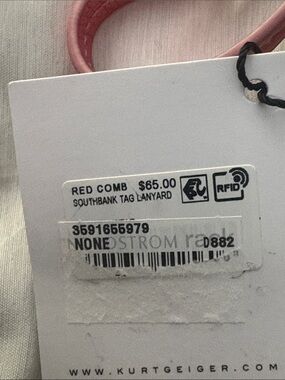 RED COMB $65.00
SOUTHBANK TAG LANYARD
RFID
3591655979
NORDSTROM rack
NONE 0882
WWW.KURTGEIGER.COM